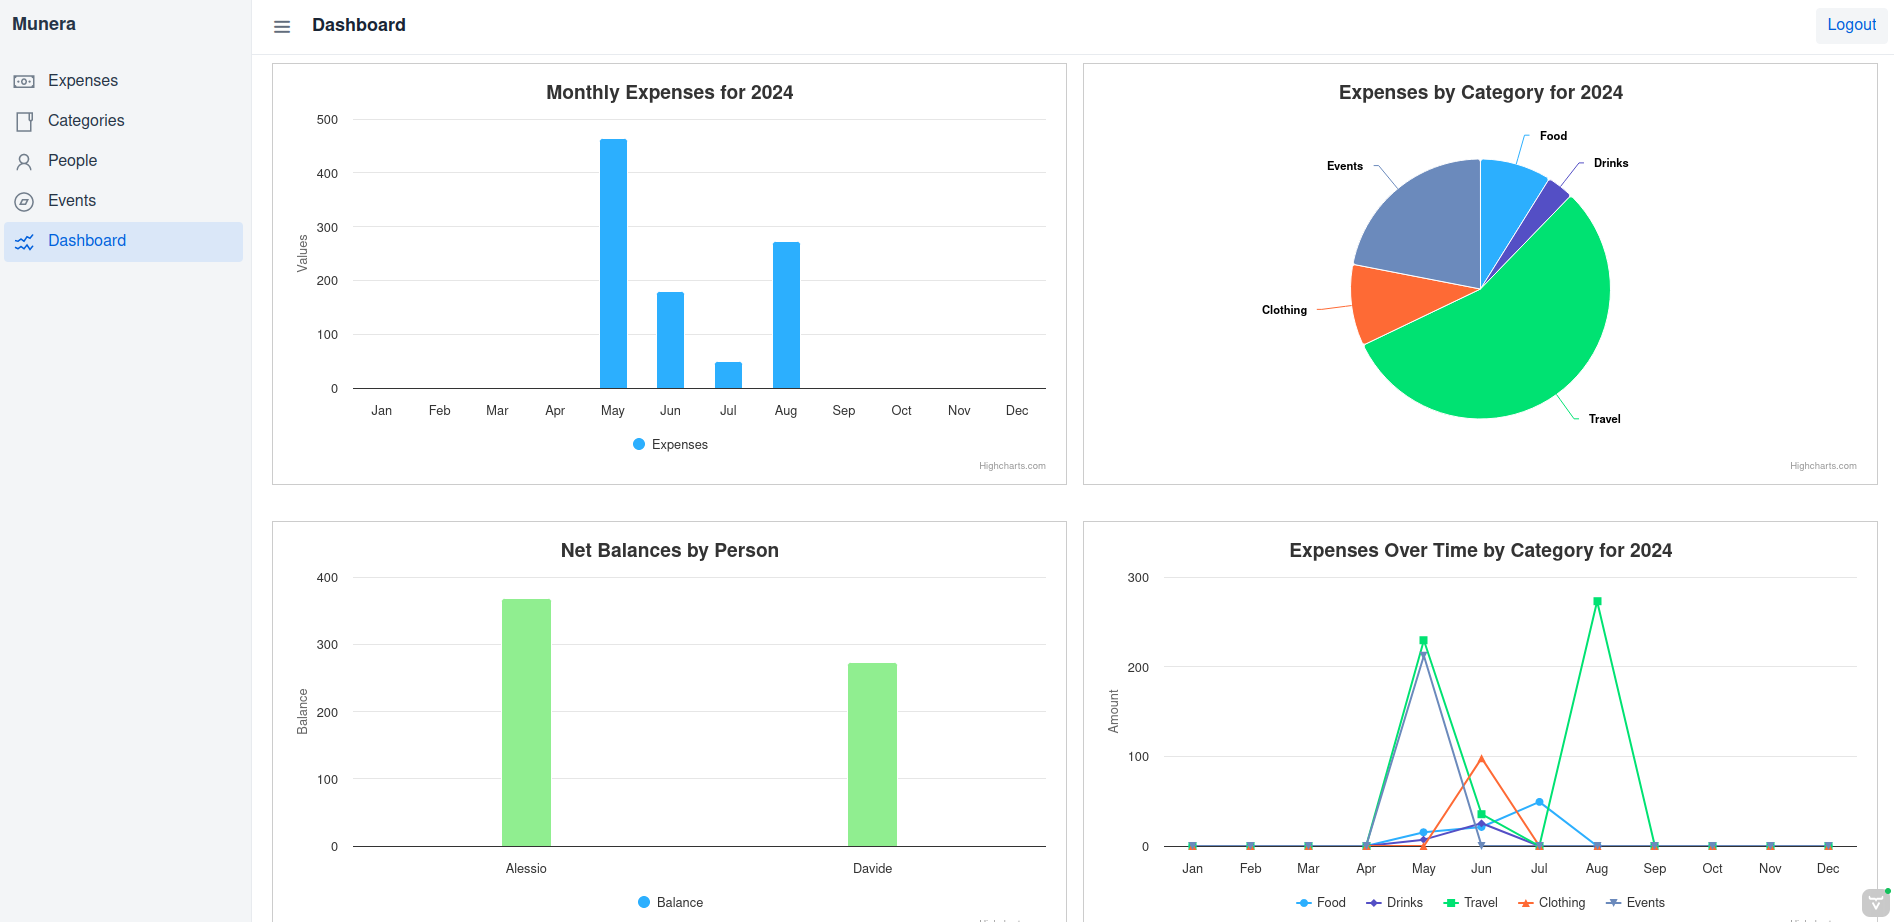 Munera
Expenses
Categories
People
Events
Dashboard
Dashboard
Logout
Monthly Expenses for 2024
500
400
300
200
100
0
Values
Jan Feb Mar Apr May Jun Jul Aug Sep Oct Nov Dec
Expenses
Highcharts.com
Expenses by Category for 2024
Food
Drinks
Events
Clothing
Travel
Highcharts.com
Net Balances by Person
400
300
200
100
0
Balance
Alessio Davide
Balance
Expenses Over Time by Category for 2024
300
200
100
0
Amount
Jan Feb Mar Apr May Jun Jul Aug Sep Oct Nov Dec
Food Drinks Travel Clothing Events